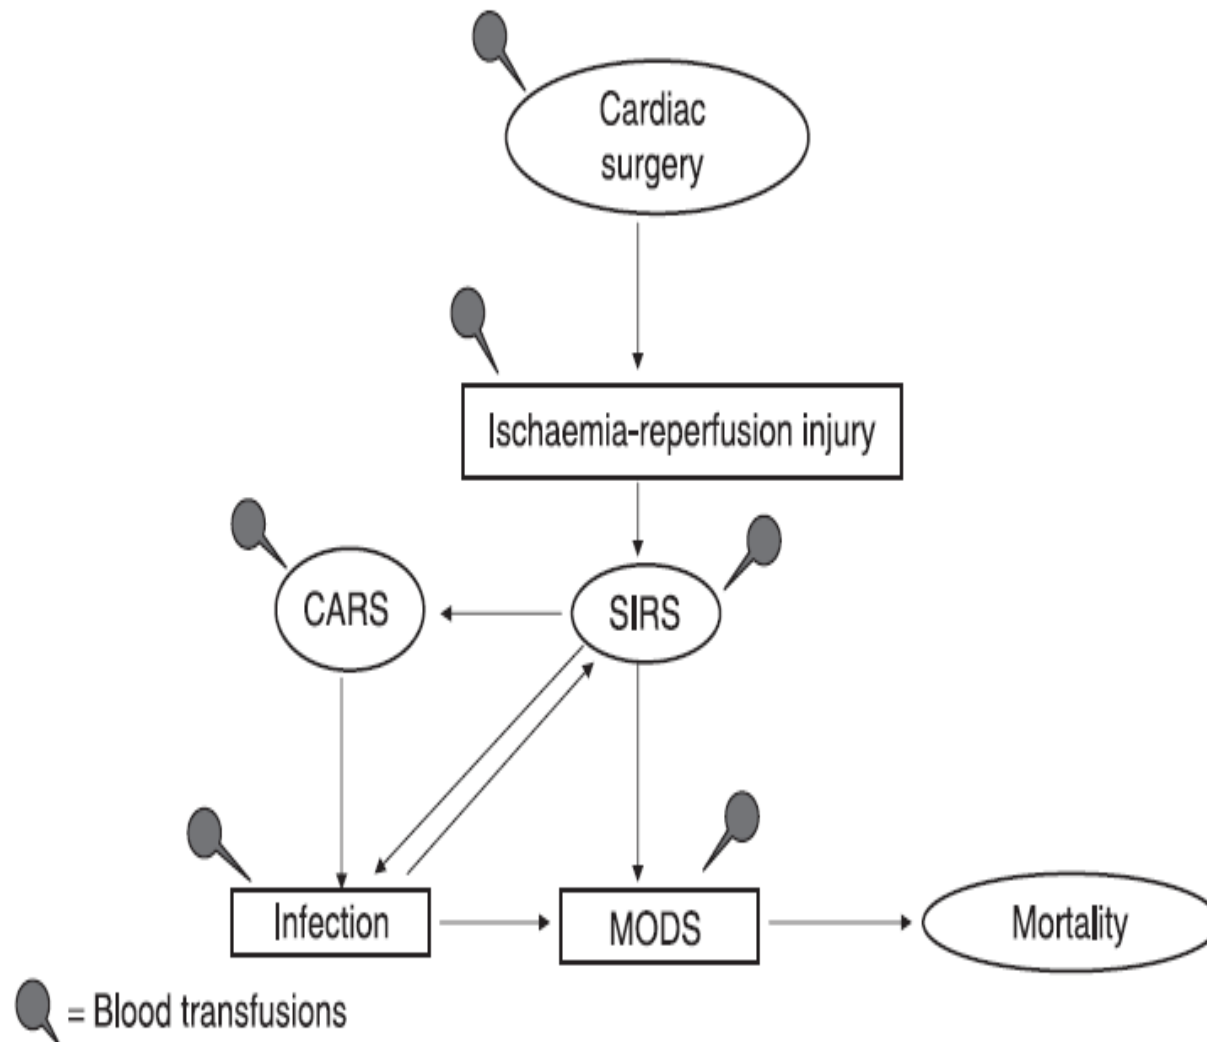 Cardiac
surgery
Ischaemia-reperfusion injury
CARS
SIRS
Infection
MODS
Mortality
= Blood transfusions